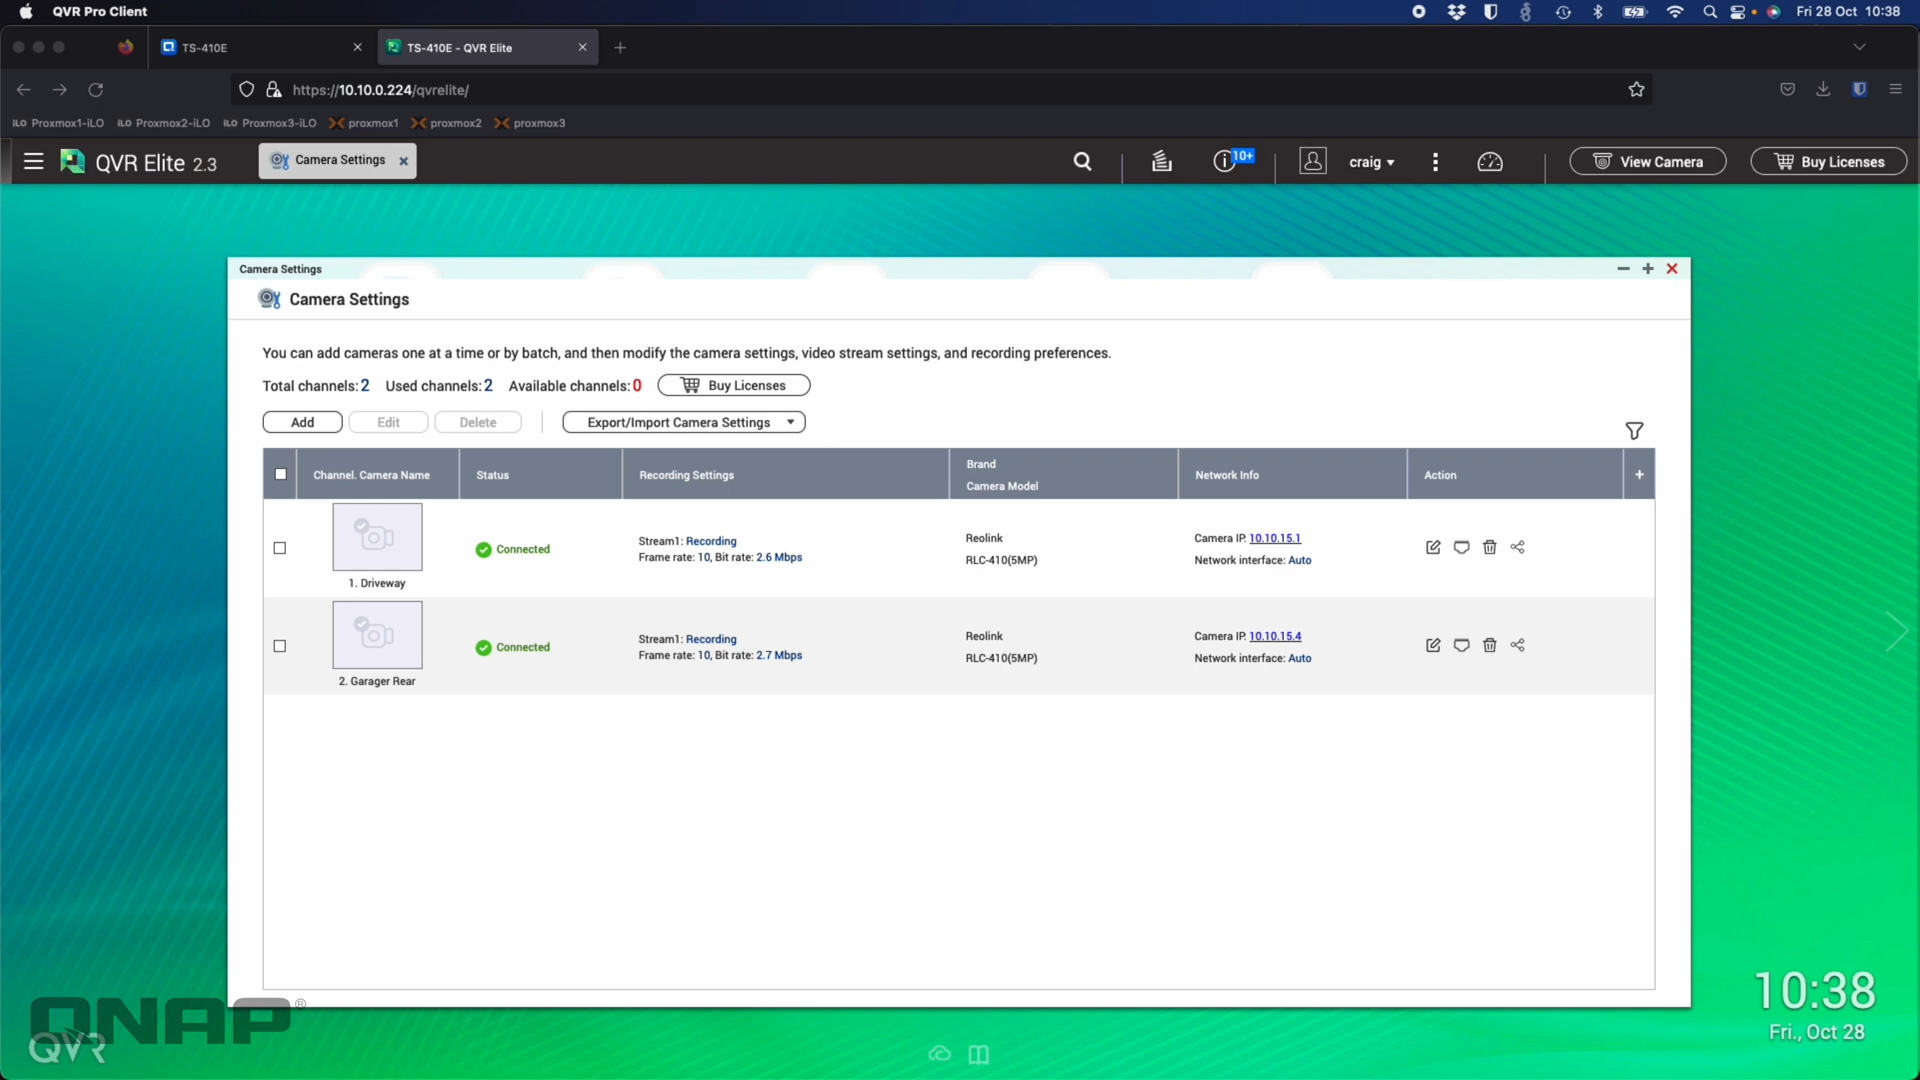 QVR Pro Client
Fri 28 Oct 10:38
TS-410E
TS-410E - QVR Elite
https://10.10.0.224/qvrelite/
iLO Proxmox1-iLO
iLO Proxmox2-iLO
iLO Proxmox3-iLO
proxmox1
proxmox2
proxmox3
QVR Elite 2.3
Camera Settings
10+
craig
View Camera
Buy Licenses
Camera Settings
Camera Settings
You can add cameras one at a time or by batch, and then modify the camera settings, video stream settings, and recording preferences.
Total channels: 2 Used channels: 2 Available channels: 0 Buy Licenses
Add Edit Delete Export/Import Camera Settings
Channel. Camera Name
Status
Recording Settings
Brand
Camera Model
Network Info
Action
1. Driveway
Connected
Stream1: Recording
Frame rate: 10, Bit rate: 2.6 Mbps
Reolink
RLC-410(5MP)
Camera IP: 10.10.15.1
Network interface: Auto
2. Garager Rear
Connected
Stream1: Recording
Frame rate: 10, Bit rate: 2.7 Mbps
Reolink
RLC-410(5MP)
Camera IP: 10.10.15.4
Network interface: Auto
QNAP®
QVR
10:38
Fri., Oct 28